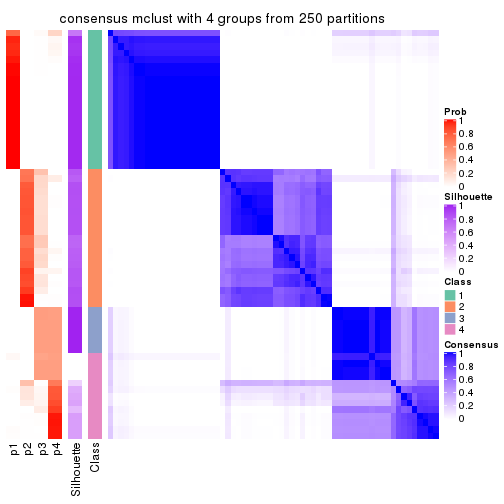 consensus mclust with 4 groups from 250 partitions
Prob
1
0.8
0.6
0.4
0.2
0
Silhouette
1
0.8
0.6
0.4
0.2
0
Class
1
2
3
4
Consensus
1
0.8
0.6
0.4
0.2
0
p1
p2
p3
p4
Silhouette
Class